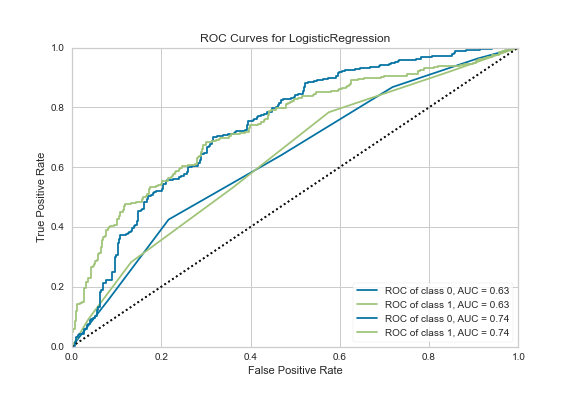 ROC Curves for LogisticRegression
1.0
0.8
0.6
0.4
0.2
0.0
True Positive Rate
ROC of class 0, AUC = 0.63
ROC of class 1, AUC = 0.63
ROC of class 0, AUC = 0.74
ROC of class 1, AUC = 0.74
0.0 0.2 0.4 0.6 0.8 1.0
False Positive Rate